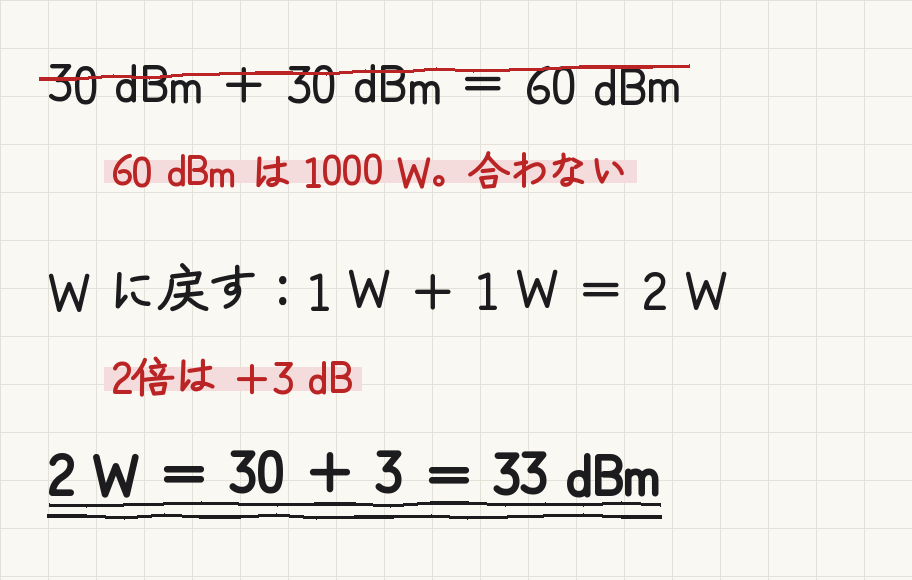 30 dBm + 30 dBm = 60 dBm
60 dBm は 1000 W。合わない
W に戻す：1 W + 1 W = 2 W
2倍は +3 dB
2 W = 30 + 3 = 33 dBm